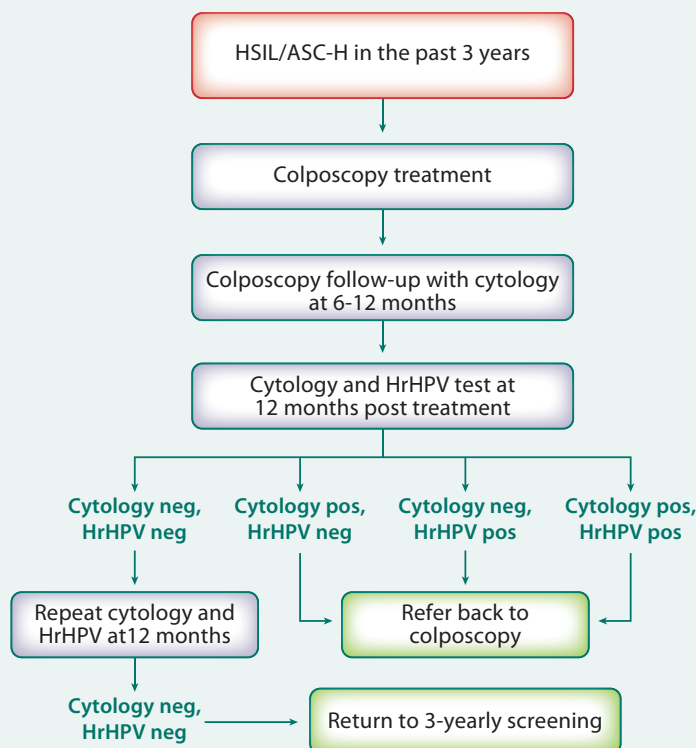 HSIL/ASC-H in the past 3 years
Colposcopy treatment
Colposcopy follow-up with cytology
at 6-12 months
Cytology and HrHPV test at
12 months post treatment
Cytology neg,
HrHPV neg
Cytology pos,
HrHPV neg
Cytology neg,
HrHPV pos
Cytology pos,
HrHPV pos
Repeat cytology and
HrHPV at12 months
Refer back to
colposcopy
Cytology neg,
HrHPV neg
Return to 3-yearly screening